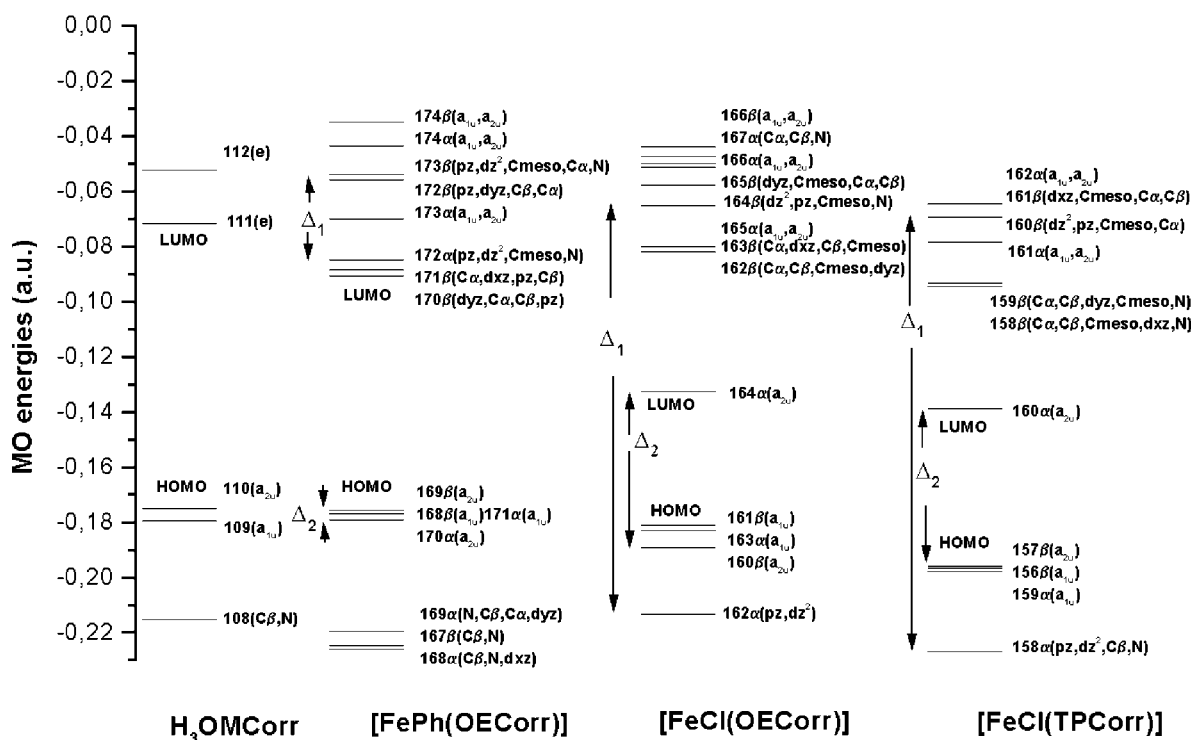 MO energies (a.u.)
0,00
-0,02
-0,04
-0,06
-0,08
-0,10
-0,12
-0,14
-0,16
-0,18
-0,20
-0,22
112(e)
111(e)
LUMO
HOMO
110(a₂ᵤ)
109(a₁ᵤ)
108(Cβ,N)
H₃OMCorr
Δ₁
Δ₂
174β(a₁ᵤ,a₂ᵤ)
174α(a₁ᵤ,a₂ᵤ)
173β(pz,dz²,Cmeso,Cα,N)
172β(pz,dyz,Cβ,Cα)
173α(a₁ᵤ,a₂ᵤ)
172α(pz,dz²,Cmeso,N)
171β(Cα,dxz,pz,Cβ)
LUMO
170β(dyz,Cα,Cβ,pz)
HOMO
169β(a₂ᵤ)
168β(a₁ᵤ)171α(a₁ᵤ)
170α(a₂ᵤ)
169α(N,Cβ,Cα,dyz)
167β(Cβ,N)
168α(Cβ,N,dxz)
[FePh(OECorr)]
Δ₁
Δ₂
166β(a₁ᵤ,a₂ᵤ)
167α(Cα,Cβ,N)
166α(a₁ᵤ,a₂ᵤ)
165β(dyz,Cmeso,Cα,Cβ)
164β(dz²,pz,Cmeso,N)
165α(a₁ᵤ,a₂ᵤ)
163β(Cα,dxz,Cβ,Cmeso)
162β(Cα,Cβ,Cmeso,dyz)
164α(a₂ᵤ)
LUMO
HOMO
161β(a₁ᵤ)
163α(a₁ᵤ)
160β(a₂ᵤ)
162α(pz,dz²)
[FeCl(OECorr)]
Δ₁
Δ₂
162α(a₁ᵤ,a₂ᵤ)
161β(dxz,Cmeso,Cα,Cβ)
160β(dz²,pz,Cmeso,Cα)
161α(a₁ᵤ,a₂ᵤ)
159β(Cα,Cβ,dyz,Cmeso,N)
158β(Cα,Cβ,Cmeso,dxz,N)
160α(a₂ᵤ)
LUMO
HOMO
157β(a₂ᵤ)
156β(a₁ᵤ)
159α(a₁ᵤ)
158α(pz,dz²,Cβ,N)
[FeCl(TPCorr)]